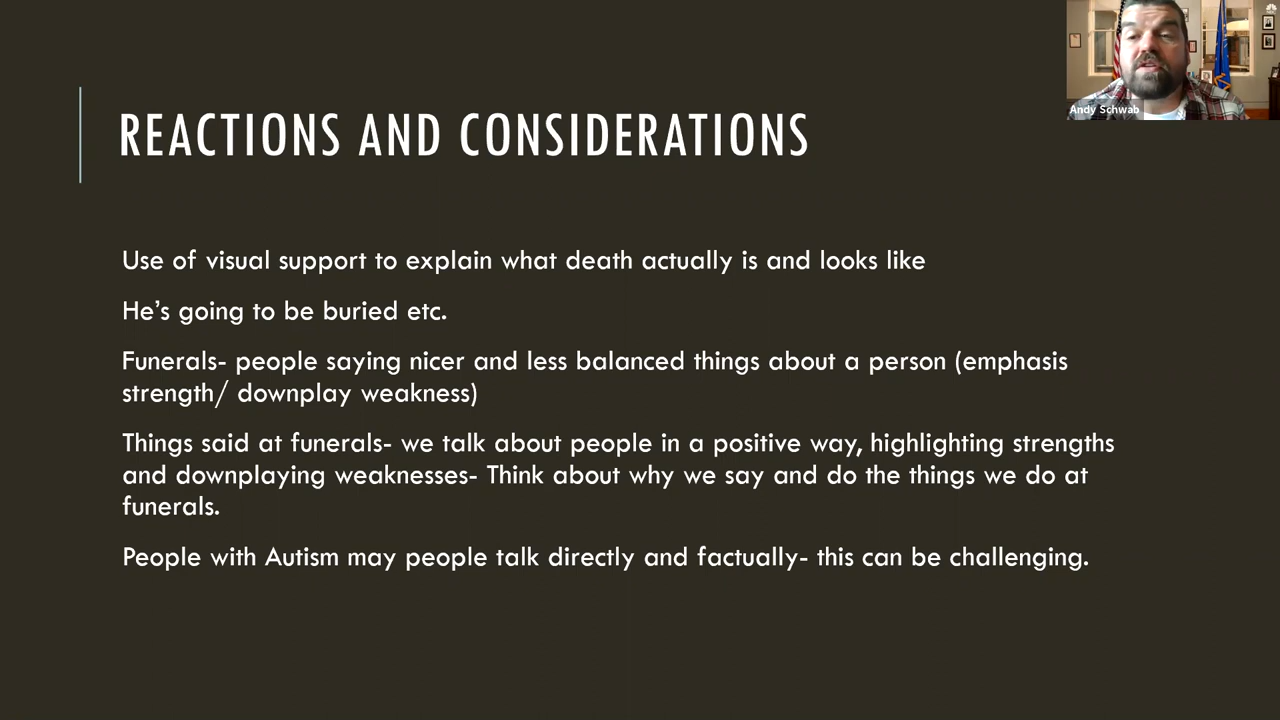 REACTIONS AND CONSIDERATIONS
Use of visual support to explain what death actually is and looks like
He's going to be buried etc.
Funerals- people saying nicer and less balanced things about a person (emphasis
strength/ downplay weakness)
Things said at funerals- we talk about people in a positive way, highlighting strengths
and downplaying weaknesses- Think about why we say and do the things we do at
funerals.
People with Autism may people talk directly and factually- this can be challenging.
Andy Schwab